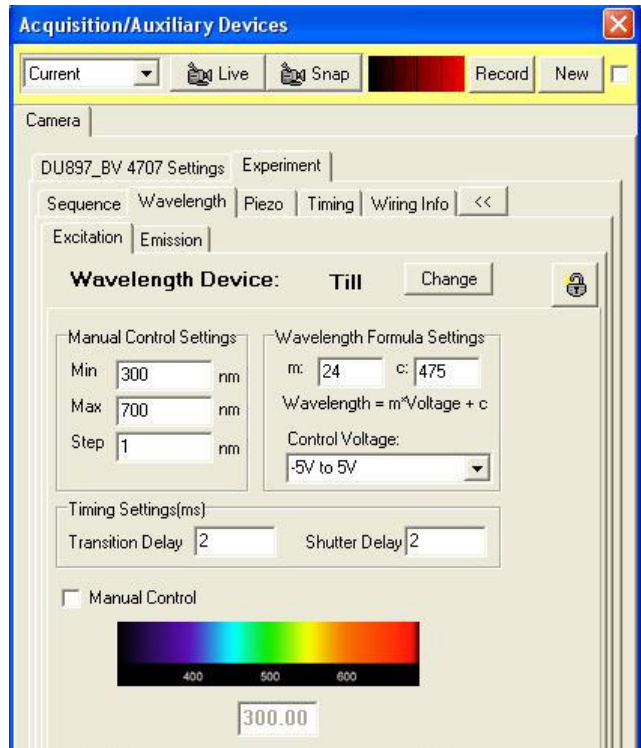 Acquisition/Auxiliary Devices
Current Live Snap Record New
Camera
DU897_BV 4707 Settings Experiment
Sequence Wavelength Piezo Timing Wiring Info <<
Excitation Emission
Wavelength Device: Till Change
Manual Control Settings
Min 300 nm
Max 700 nm
Step 1 nm
Wavelength Formula Settings
m: 24 c: 475
Wavelength = m*Voltage + c
Control Voltage:
-5V to 5V
Timing Settings(ms)
Transition Delay 2 Shutter Delay 2
Manual Control
400 500 600
300.00